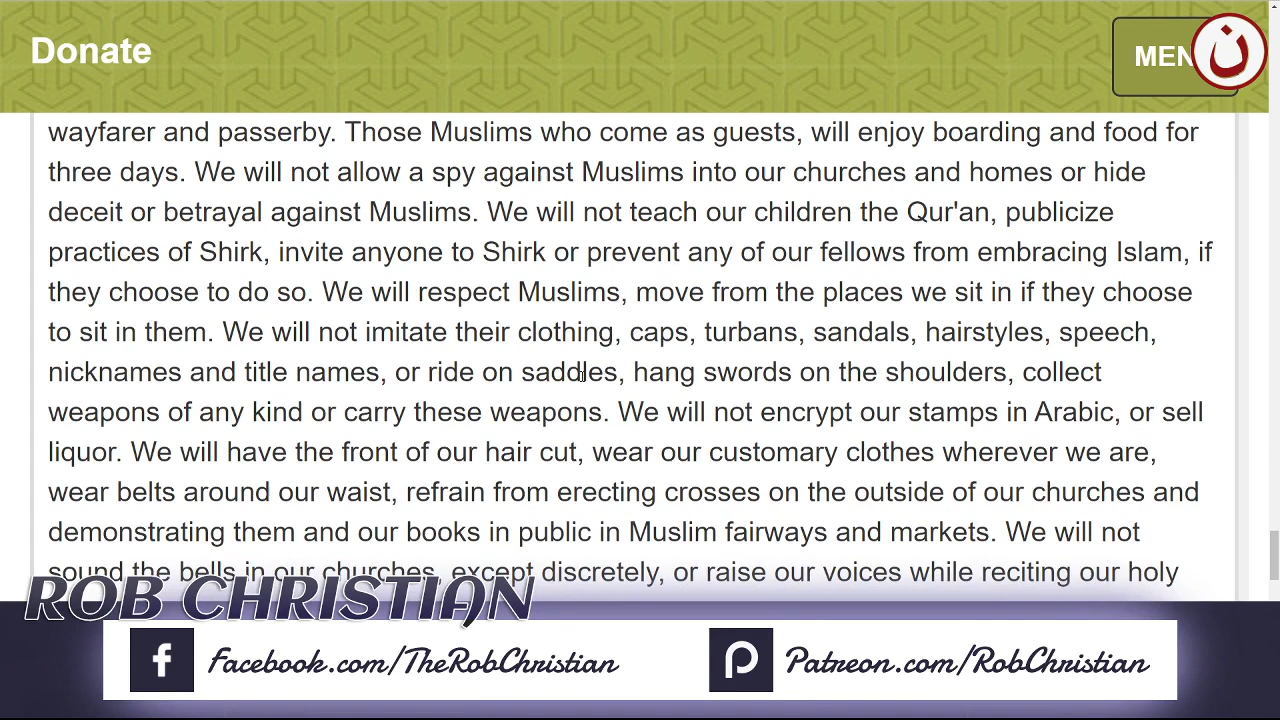 Donate
MEN
ن
wayfarer and passerby. Those Muslims who come as guests, will enjoy boarding and food for
three days. We will not allow a spy against Muslims into our churches and homes or hide
deceit or betrayal against Muslims. We will not teach our children the Qur'an, publicize
practices of Shirk, invite anyone to Shirk or prevent any of our fellows from embracing Islam, if
they choose to do so. We will respect Muslims, move from the places we sit in if they choose
to sit in them. We will not imitate their clothing, caps, turbans, sandals, hairstyles, speech,
nicknames and title names, or ride on saddles, hang swords on the shoulders, collect
weapons of any kind or carry these weapons. We will not encrypt our stamps in Arabic, or sell
liquor. We will have the front of our hair cut, wear our customary clothes wherever we are,
wear belts around our waist, refrain from erecting crosses on the outside of our churches and
demonstrating them and our books in public in Muslim fairways and markets. We will not
sound the bells in our churches, except discretely, or raise our voices while reciting our holy
ROB CHRISTIAN
f Facebook.com/TheRobChristian
Patreon.com/RobChristian